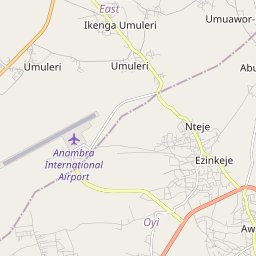 East
Ikenga Umuleri
Umuawor-
Umuleri
Umuleri
Abu
Nteje
Anambra
International
Airport
Ezinkeje
Oyi
Aw